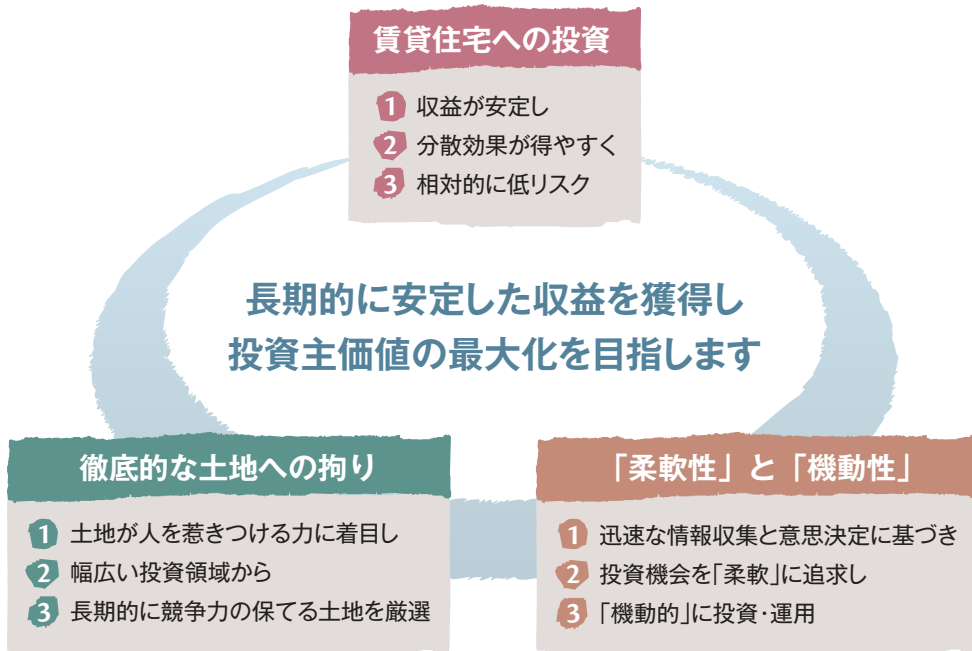 賃貸住宅への投資
1 収益が安定し
2 分散効果が得やすく
3 相対的に低リスク
長期的に安定した収益を獲得し
投資主価値の最大化を目指します
徹底的な土地への拘り
1 土地が人を惹きつける力に着目し
2 幅広い投資領域から
3 長期的に競争力の保てる土地を厳選
「柔軟性」と「機動性」
1 迅速な情報収集と意思決定に基づき
2 投資機会を「柔軟」に追求し
3 「機動的」に投資・運用